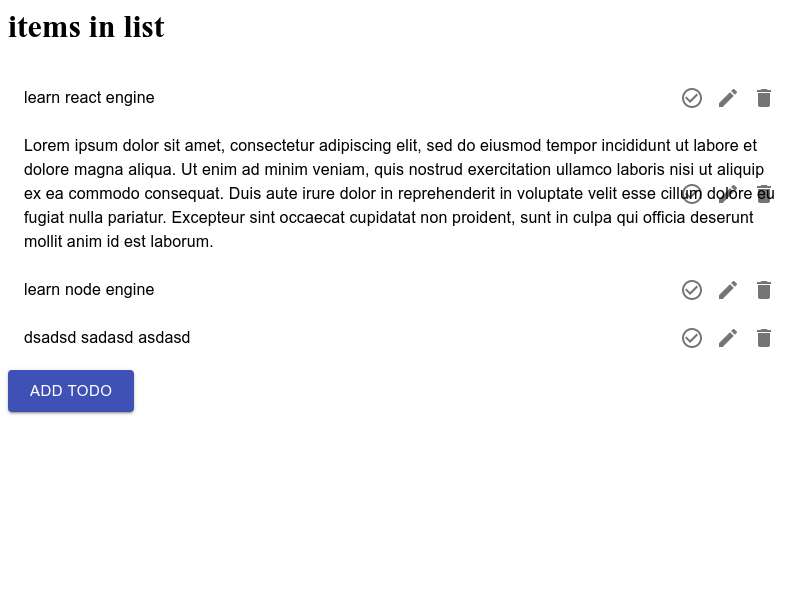 items in list
learn react engine
Lorem ipsum dolor sit amet, consectetur adipiscing elit, sed do eiusmod tempor incididunt ut labore et
dolore magna aliqua. Ut enim ad minim veniam, quis nostrud exercitation ullamco laboris nisi ut aliquip
ex ea commodo consequat. Duis aute irure dolor in reprehenderit in voluptate velit esse cillum dolore eu
fugiat nulla pariatur. Excepteur sint occaecat cupidatat non proident, sunt in culpa qui officia deserunt
mollit anim id est laborum.
learn node engine
dsadsd sadasd asdasd
ADD TODO